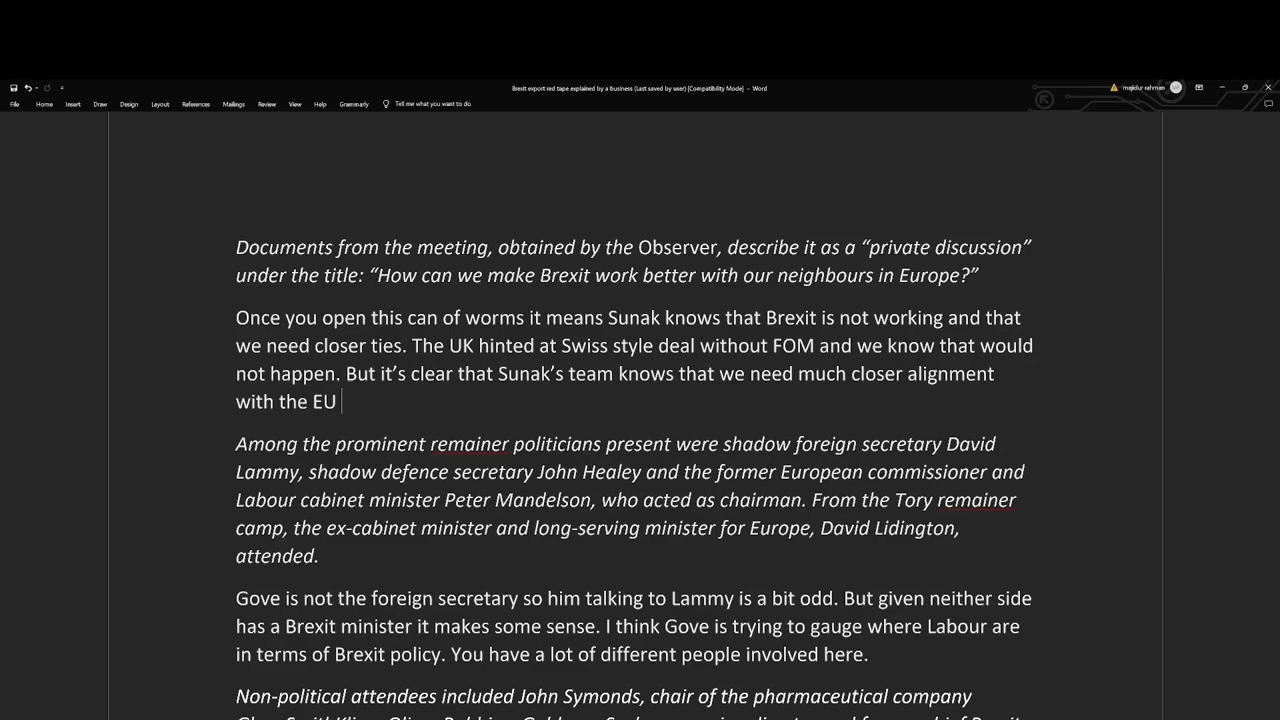 Brexit export red tape explained by a business (Last saved by user) [Compatibility Mode] - Word
majidur rahman
File Home Insert Draw Design Layout References Mailings Review View Help Grammarly Tell me what you want to do
Documents from the meeting, obtained by the Observer, describe it as a “private discussion”
under the title: “How can we make Brexit work better with our neighbours in Europe?”
Once you open this can of worms it means Sunak knows that Brexit is not working and that
we need closer ties. The UK hinted at Swiss style deal without FOM and we know that would
not happen. But it’s clear that Sunak’s team knows that we need much closer alignment
with the EU
Among the prominent remainer politicians present were shadow foreign secretary David
Lammy, shadow defence secretary John Healey and the former European commissioner and
Labour cabinet minister Peter Mandelson, who acted as chairman. From the Tory remainer
camp, the ex-cabinet minister and long-serving minister for Europe, David Lidington,
attended.
Gove is not the foreign secretary so him talking to Lammy is a bit odd. But given neither side
has a Brexit minister it makes some sense. I think Gove is trying to gauge where Labour are
in terms of Brexit policy. You have a lot of different people involved here.
Non-political attendees included John Symonds, chair of the pharmaceutical company